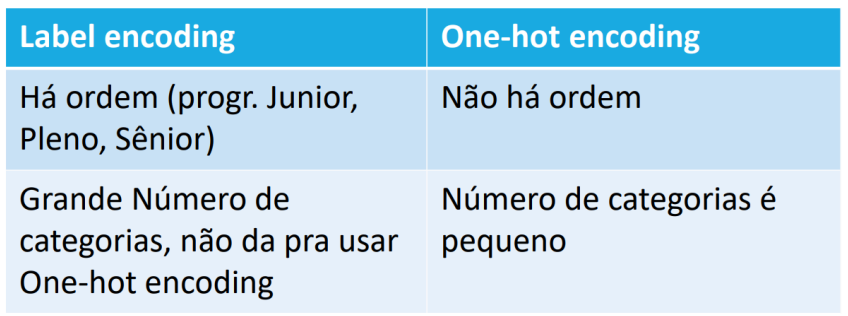 Label encoding
One-hot encoding
Há ordem (progr. Junior,
Pleno, Sênior)
Não há ordem
Grande Número de
categorias, não da pra usar
One-hot encoding
Número de categorias é
pequeno